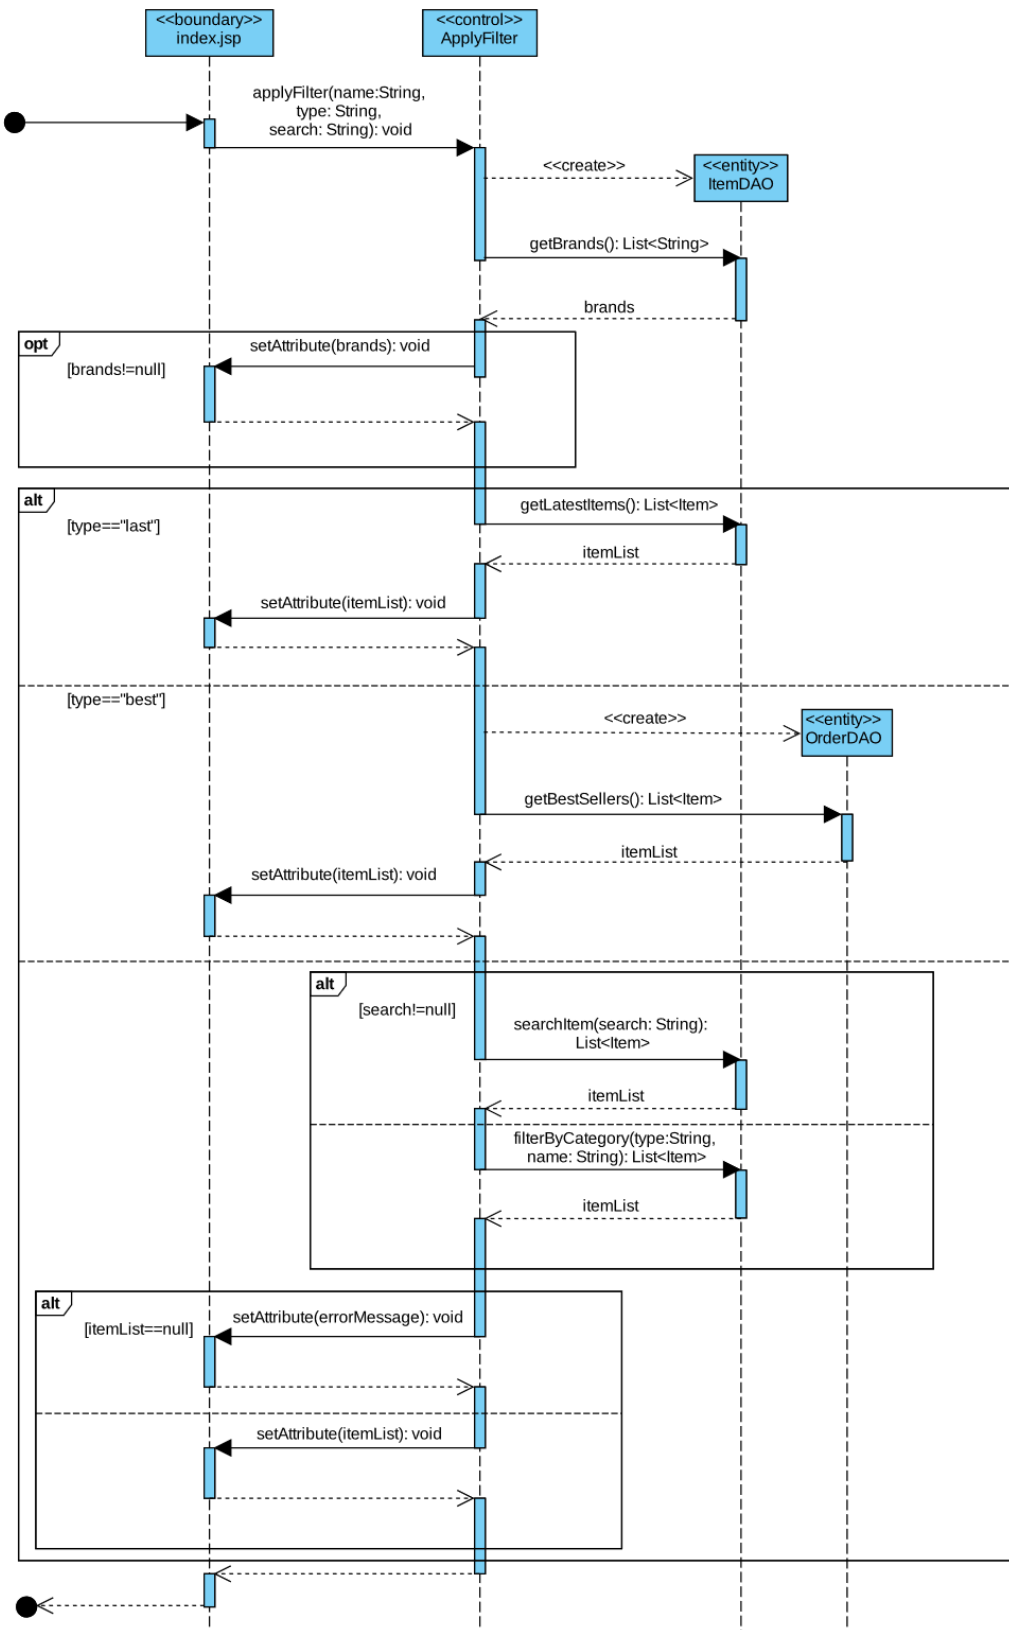 <<boundary>>
index.jsp
<<control>>
ApplyFilter
applyFilter(name:String,
type: String,
search: String): void
<<create>>
<<entity>>
ItemDAO
getBrands(): List<String>
brands
opt
setAttribute(brands): void
[brands!=null]
alt
getLatestItems(): List<Item>
[type=="last"]
itemList
setAttribute(itemList): void
[type=="best"]
<<create>>
<<entity>>
OrderDAO
getBestSellers(): List<Item>
itemList
setAttribute(itemList): void
alt
[search!=null]
searchItem(search: String):
List<Item>
itemList
filterByCategory(type:String,
name: String): List<Item>
itemList
alt
setAttribute(errorMessage): void
[itemList==null]
setAttribute(itemList): void